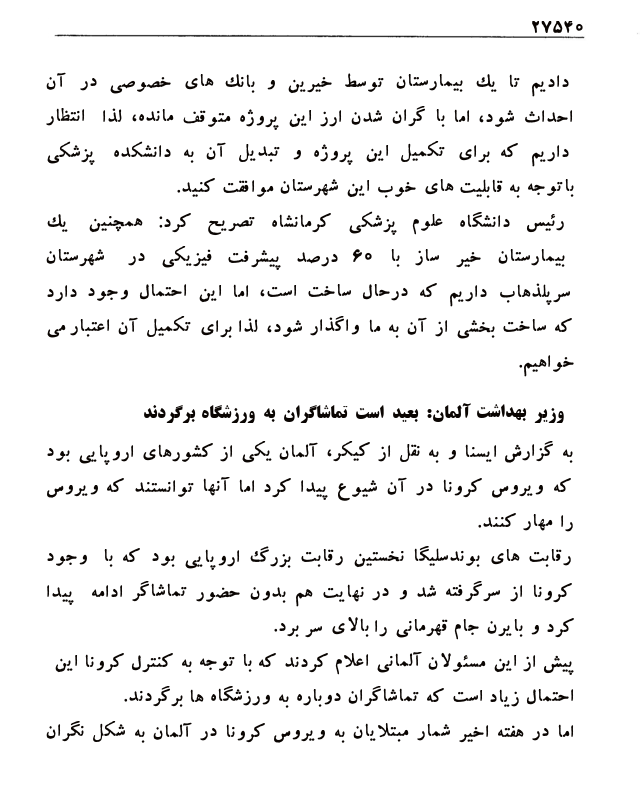 ۲۷۵۴۰
دادیم تا یك بیمارستان توسط خیرین و بانك های خصوصی در آن
احداث شود، اما با گران شدن ارز این پروژه متوقف مانده، لذا انتظار
داریم که برای تکمیل این پروژه و تبدیل آن به دانشکده پزشکی
باتوجه به قابلیت های خوب این شهرستان موافقت کنید.
رئیس دانشگاه علوم پزشکی کرمانشاه تصریح کرد: همچنین یك
بیمارستان خیر ساز با ۶۰ درصد پیشرفت فیزیکی در شهرستان
سرپلذهاب داریم که درحال ساخت است، اما این احتمال وجود دارد
که ساخت بخشی از آن به ما واگذار شود، لذا برای تکمیل آن اعتبار می
خواهیم.
وزیر بهداشت آلمان: بعید است تماشاگران به ورزشگاه برگردند
به گزارش ایسنا و به نقل از کیکر، آلمان یکی از کشورهای اروپایی بود
که ویروس کرونا در آن شیوع پیدا کرد اما آنها توانستند که ویروس
را مهار کنند.
رقابت های بوندسلیگا نخستین رقابت بزرگ اروپایی بود که با وجود
کرونا از سرگرفته شد و در نهایت هم بدون حضور تماشاگر ادامه پیدا
کرد و بایرن جام قهرمانی را بالای سر برد.
پیش از این مسئولان آلمانی اعلام کردند که با توجه به کنترل کرونا این
احتمال زیاد است که تماشاگران دوباره به ورزشگاه ها برگردند.
اما در هفته اخیر شمار مبتلایان به ویروس کرونا در آلمان به شکل نگران